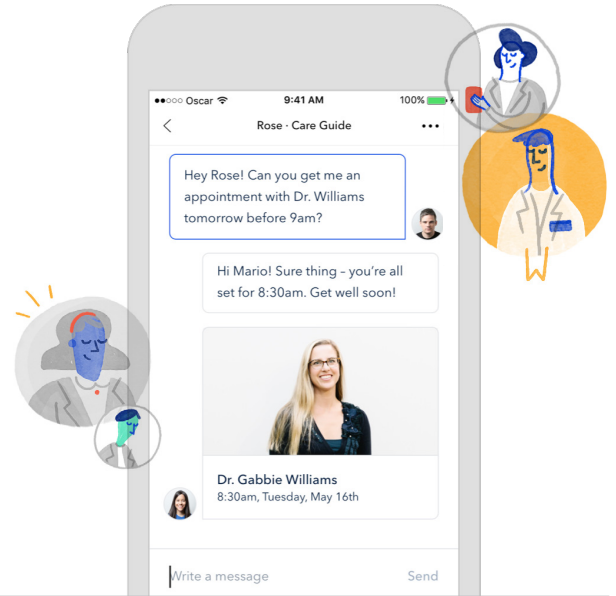 Oscar 9:41 AM 100%
Rose · Care Guide
Hey Rose! Can you get me an
appointment with Dr. Williams
tomorrow before 9am?
Hi Mario! Sure thing – you’re all
set for 8:30am. Get well soon!
Dr. Gabbie Williams
8:30am, Tuesday, May 16th
Write a message Send